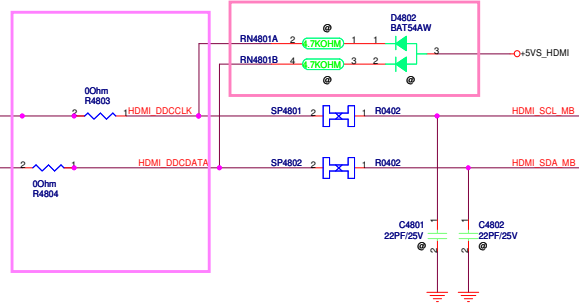 @
D4802
BAT54AW
RN4801A 2 4.7KOHM 1 1
3 +5VS_HDMI
RN4801B 4 4.7KOHM 3 2
@ @
0Ohm
R4803
2 1 HDMI_DDCCLK SP4801 2 1 R0402 HDMI_SCL_MB
2 1 HDMI_DDCDATA SP4802 2 1 R0402 HDMI_SDA_MB
0Ohm
R4804
1 1
C4801 C4802
22PF/25V 22PF/25V
@ @
2 2